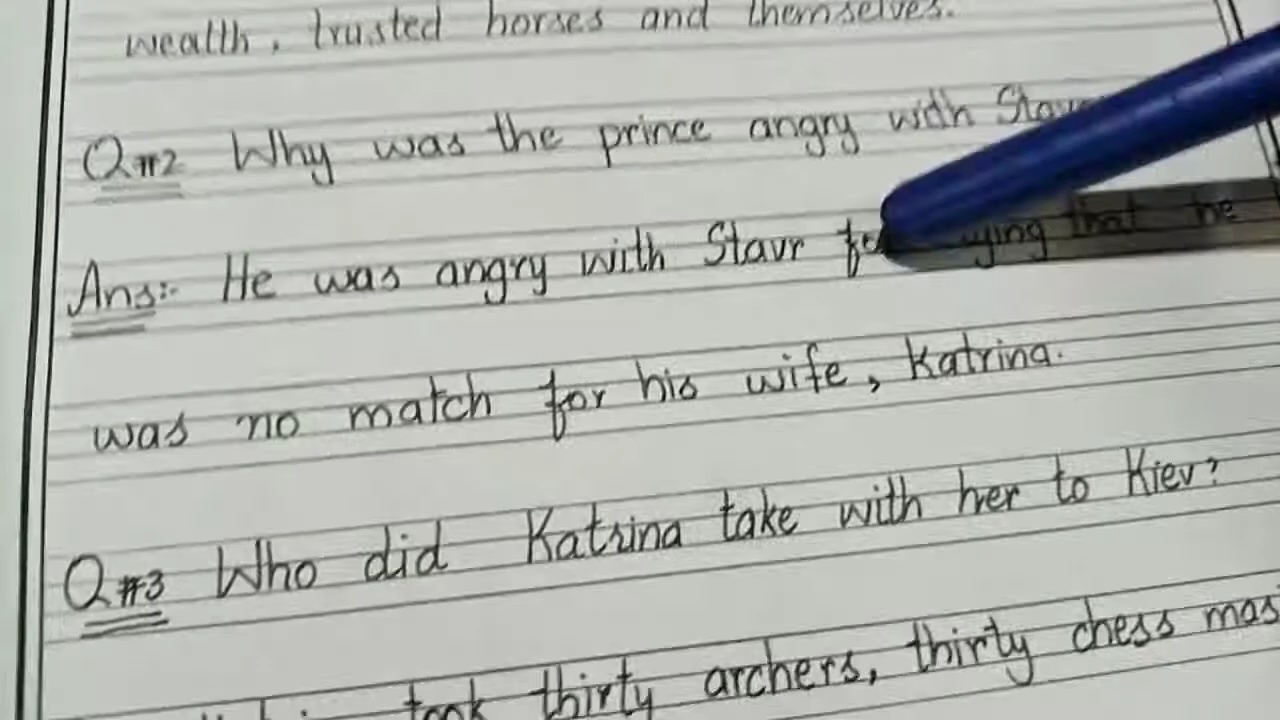 wealth, trusted horses and themselves.
Q#2 Why was the prince angry with
Ans:- He was angry with Stavr that he
was no match for his wife, Katrina.
Q#3 Who did Katrina take with her to Kiev?
took thirty archers, thirty chess